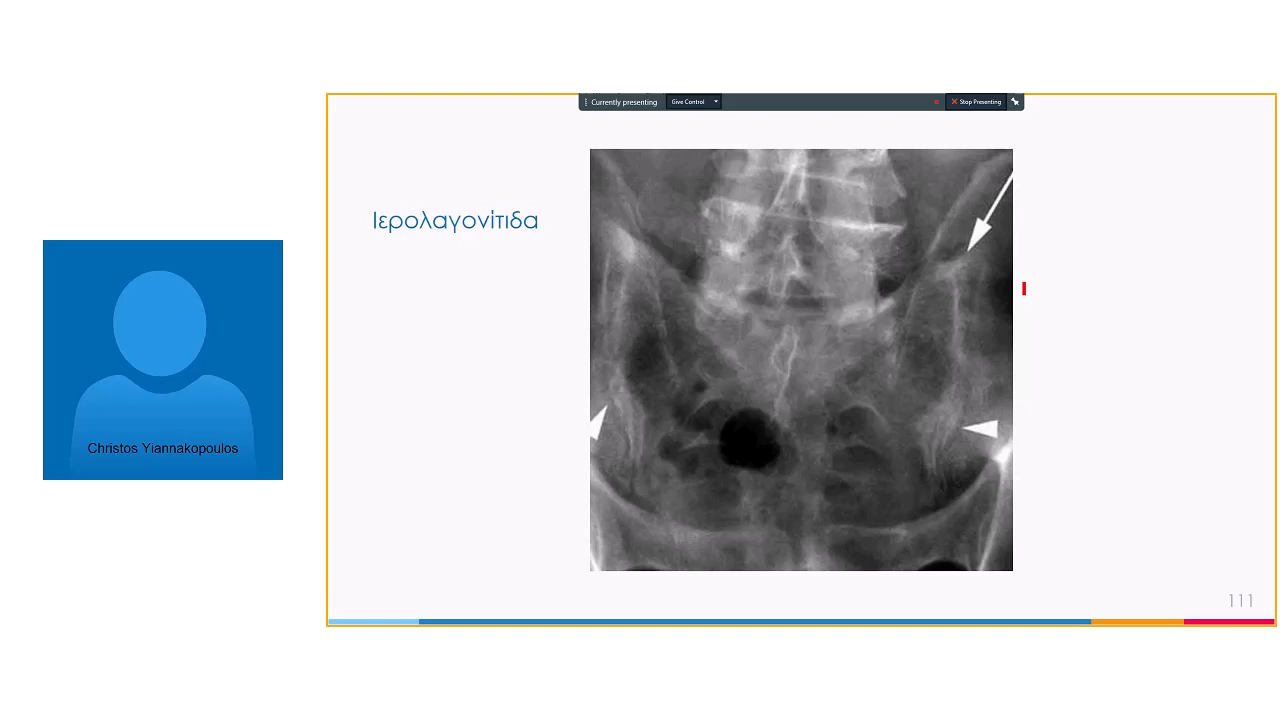 Currently presenting
Give Control
Stop Presenting
Ιερολαγονίτιδα
Christos Yiannakopoulos
111